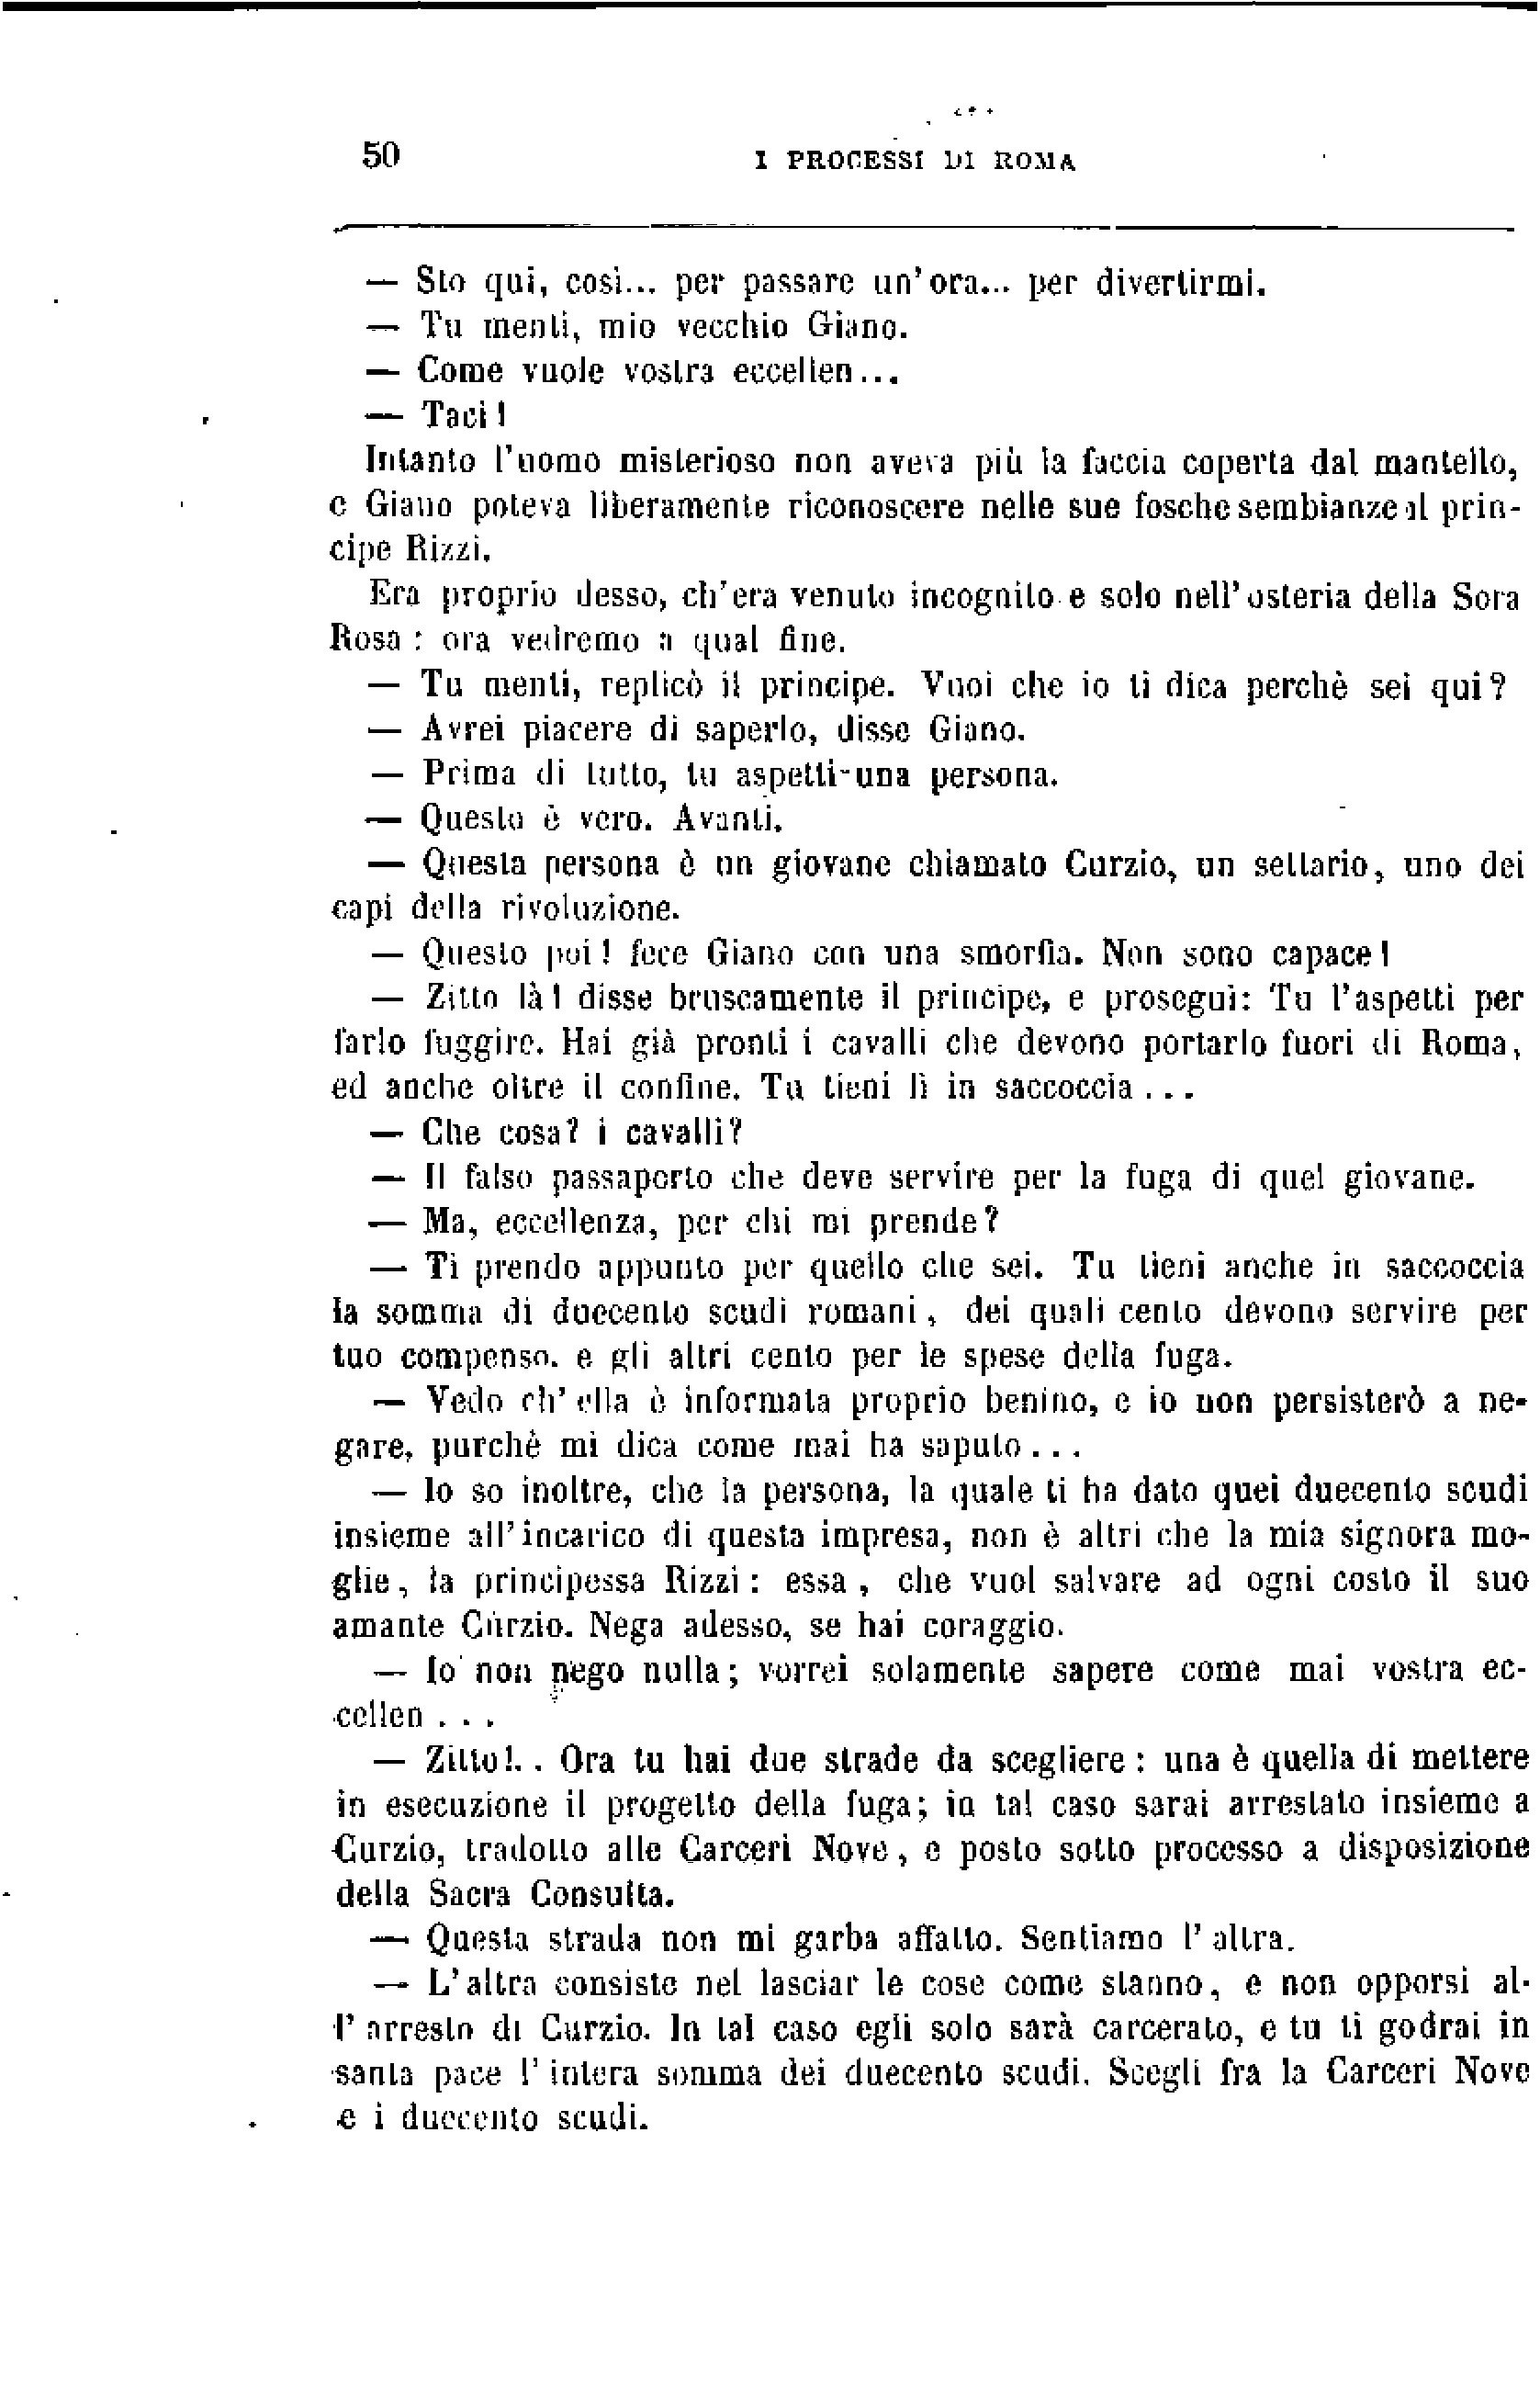 50 I PROCESSI DI ROMA
— Sto qui, così... per passare un'ora... per divertirmi.
— Tu menti, mio vecchio Giano.
— Come vuole vostra eccellen...
— Taci!
Intanto l'uomo misterioso non aveva più la faccia coperta dal mantello,
e Giano poteva liberamente riconoscere nelle sue fosche sembianze il prin-
cipe Rizzi.
Era proprio desso, ch'era venuto incognito e solo nell'osteria della Sora
Rosa: ora vedremo a qual fine.
— Tu menti, replicò il principe. Vuoi che io ti dica perchè sei qui?
— Avrei piacere di saperlo, disse Giano.
— Prima di tutto, tu aspetti una persona.
— Questo è vero. Avanti.
— Questa persona è un giovane chiamato Curzio, un settario, uno dei
capi della rivoluzione.
— Questo poi! fece Giano con una smorfia. Non sono capace!
— Zitto là! disse bruscamente il principe, e proseguì: Tu l'aspetti per
farlo fuggire. Hai già pronti i cavalli che devono portarlo fuori di Roma,
ed anche oltre il confine. Tu tieni lì in saccoccia...
— Che cosa? i cavalli?
— Il falso passaporto che deve servire per la fuga di quel giovane.
— Ma, eccellenza, per chi mi prende?
— Ti prendo appunto per quello che sei. Tu tieni anche in saccoccia
la somma di duecento scudi romani, dei quali cento devono servire per
tuo compenso. e gli altri cento per le spese della fuga.
— Vedo ch'ella è informata proprio benino, e io non persisterò a ne-
gare, purchè mi dica come mai ha saputo...
— Io so inoltre, che la persona, la quale ti ha dato quei duecento scudi
insieme all'incarico di questa impresa, non è altri che la mia signora mo-
glie, la principessa Rizzi: essa, che vuol salvare ad ogni costo il suo
amante Curzio. Nega adesso, se hai coraggio.
— Io non nego nulla; vorrei solamente sapere come mai vostra ec-
cellen...
— Zitto!.. Ora tu hai due strade da scegliere: una è quella di mettere
in esecuzione il progetto della fuga; in tal caso sarai arrestato insieme a
Curzio, tradotto alle Carceri Nove, e posto sotto processo a disposizione
della Sacra Consulta.
— Questa strada non mi garba affatto. Sentiamo l'altra.
— L'altra consiste nel lasciar le cose come stanno, e non opporsi al-
l'arresto di Curzio. In tal caso egli solo sarà carcerato, e tu ti godrai in
santa pace l'intera somma dei duecento scudi. Scegli fra la Carceri Nove
e i duecento scudi.